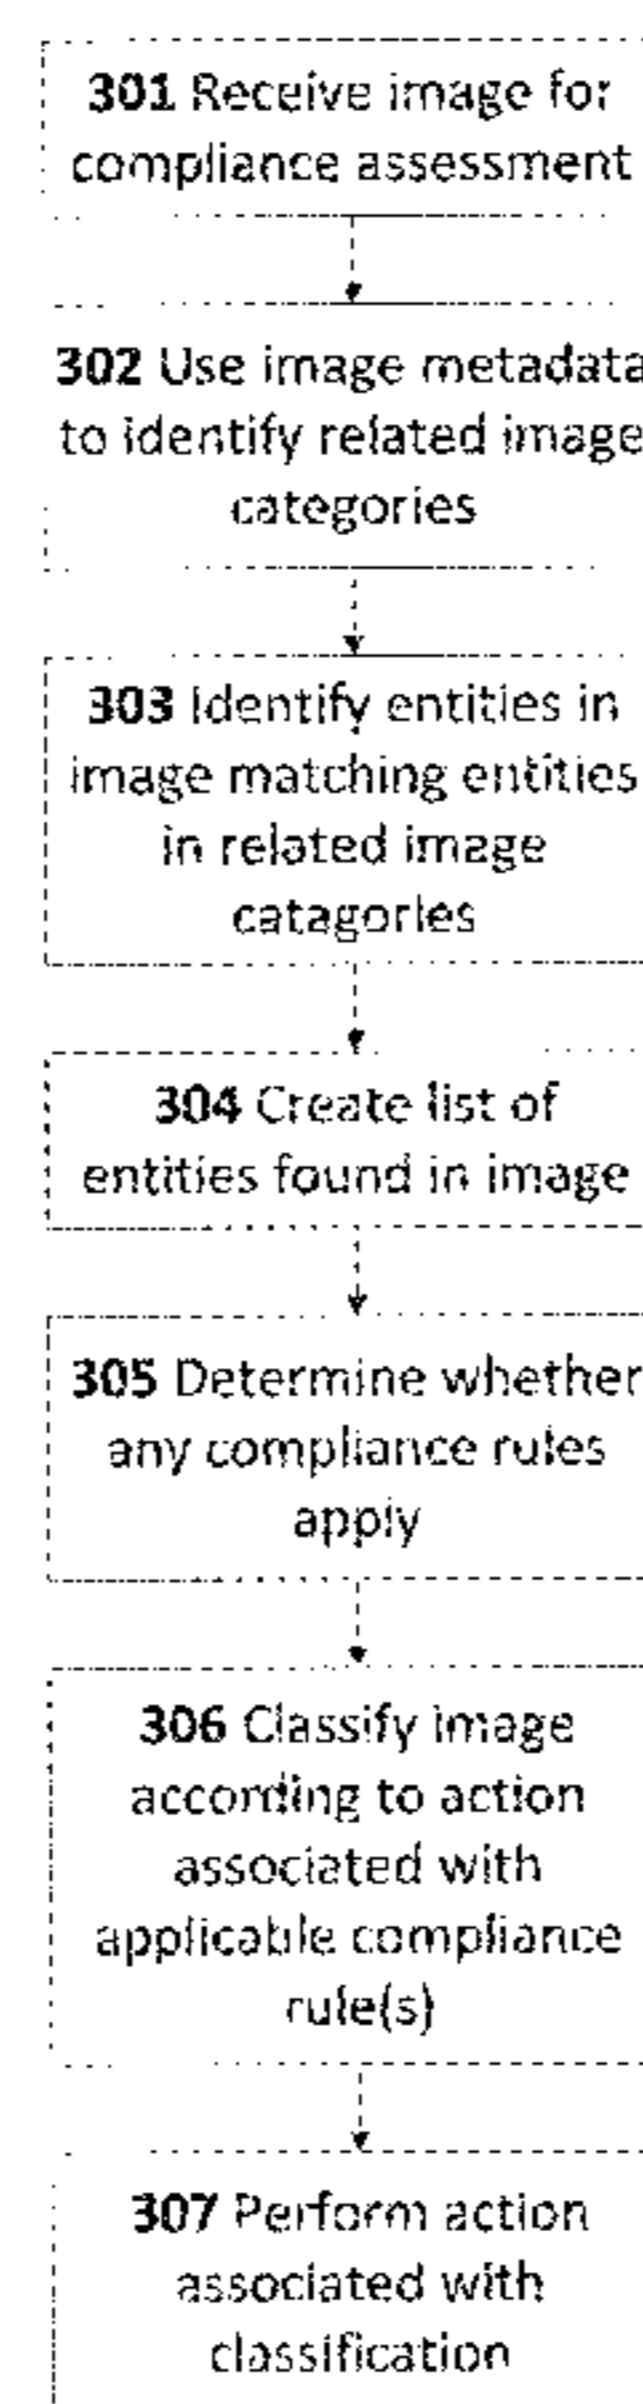 301 Receive image for
compliance assessment
302 Use image metadata
to identify related image
categories
303 Identify entities in
image matching entities
in related image
catagories
304 Create list of
entities found in image
305 Determine whether
any compliance rules
apply
306 Classify image
according to action
associated with
applicable compliance
rule(s)
307 Perform action
associated with
classification